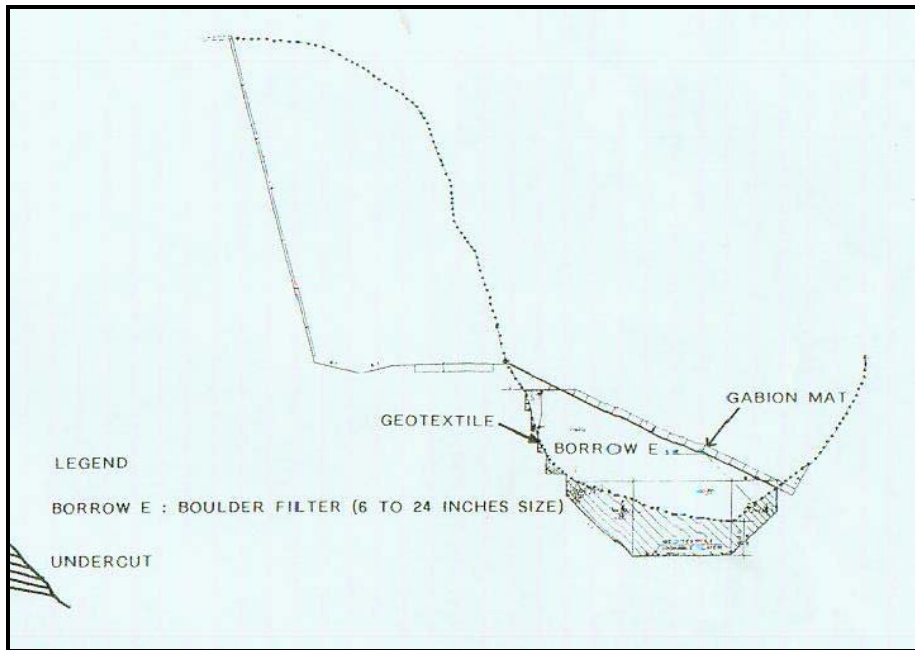 GABION MAT
GEOTEXTILE
BORROW E
LEGEND
BORROW E : BOULDER FILTER (6 TO 24 INCHES SIZE)
UNDERCUT